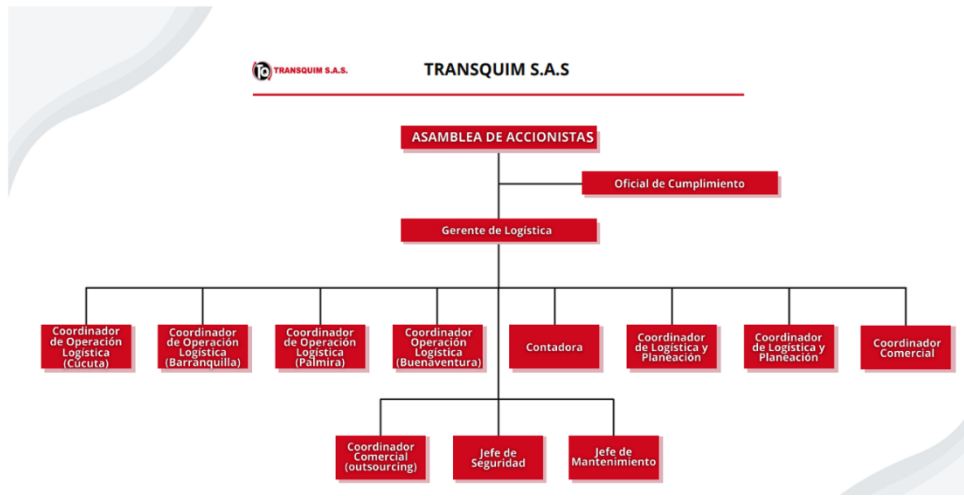 TQ TRANSQUIM S.A.S.
TRANSQUIM S.A.S
ASAMBLEA DE ACCIONISTAS
Oficial de Cumplimiento
Gerente de Logística
Coordinador
de Operación
Logística
(Cúcuta)
Coordinador
de Operación
Logística
(Barranquilla)
Coordinador
de Operación
Logística
(Palmira)
Coordinador
de Operación
Logística
(Buenaventura)
Contadora
Coordinador
de Logística y
Planeación
Coordinador
de Logística y
Planeación
Coordinador
Comercial
Coordinador
Comercial
(outsourcing)
Jefe de
Seguridad
Jefe de
Mantenimiento